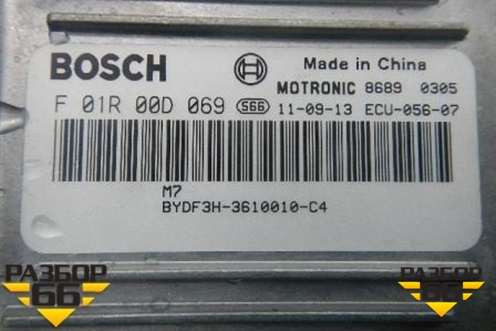 BOSCH
Made in China
MOTRONIC 8689 0305
F 01R 00D 069 S66 11-09-13 ECU-056-07
M7
BYDF3H-3610010-C4
РАЗБОР 66
РАЗБОР 66